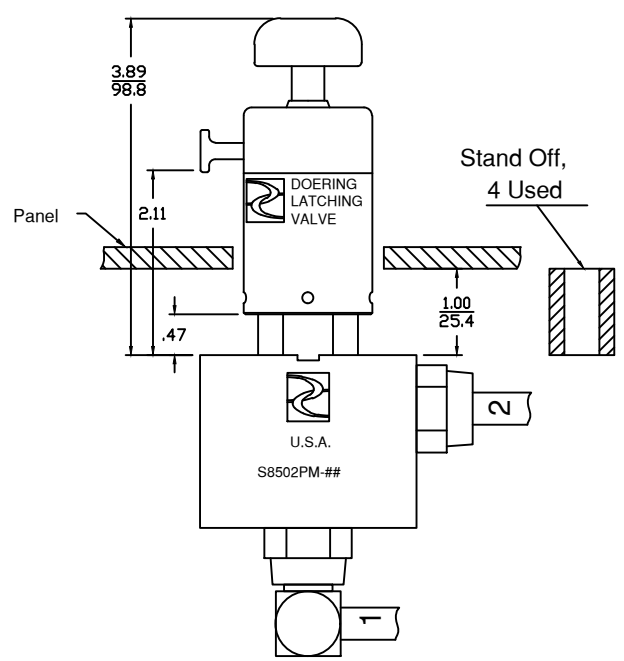 3.89
98.8
Stand Off,
4 Used
DOERING
LATCHING
VALVE
Panel
2.11
1.00
25.4
.47
U.S.A.
S8502PM-##
2
1